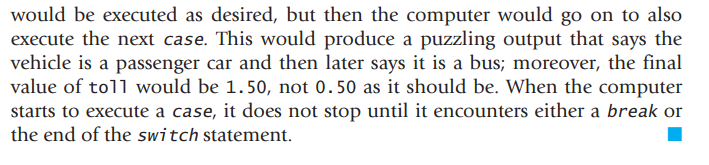 would be executed as desired, but then the computer would go on to also
execute the next case. This would produce a puzzling output that says the
vehicle is a passenger car and then later says it is a bus; moreover, the final
value of toll would be 1.50, not 0.50 as it should be. When the computer
starts to execute a case, it does not stop until it encounters either a break or
the end of the switch statement.